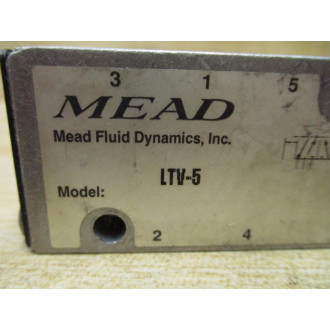 3 1 5
MEAD
Mead Fluid Dynamics, Inc.
LTV-5
Model:
2 4